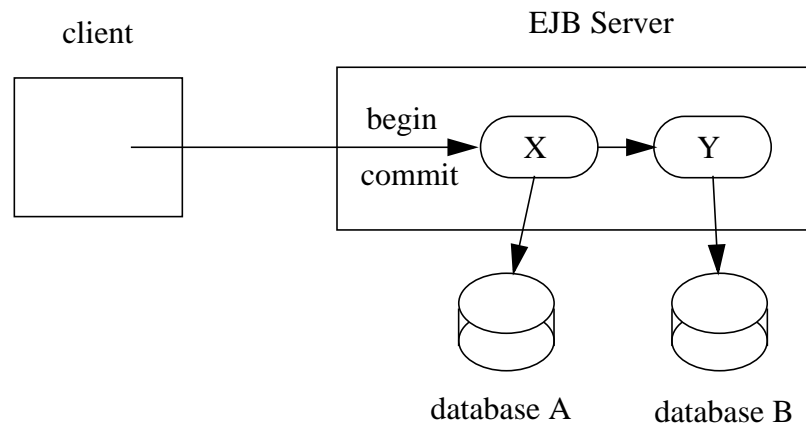 client
EJB Server
begin
commit
X
Y
database A
database B